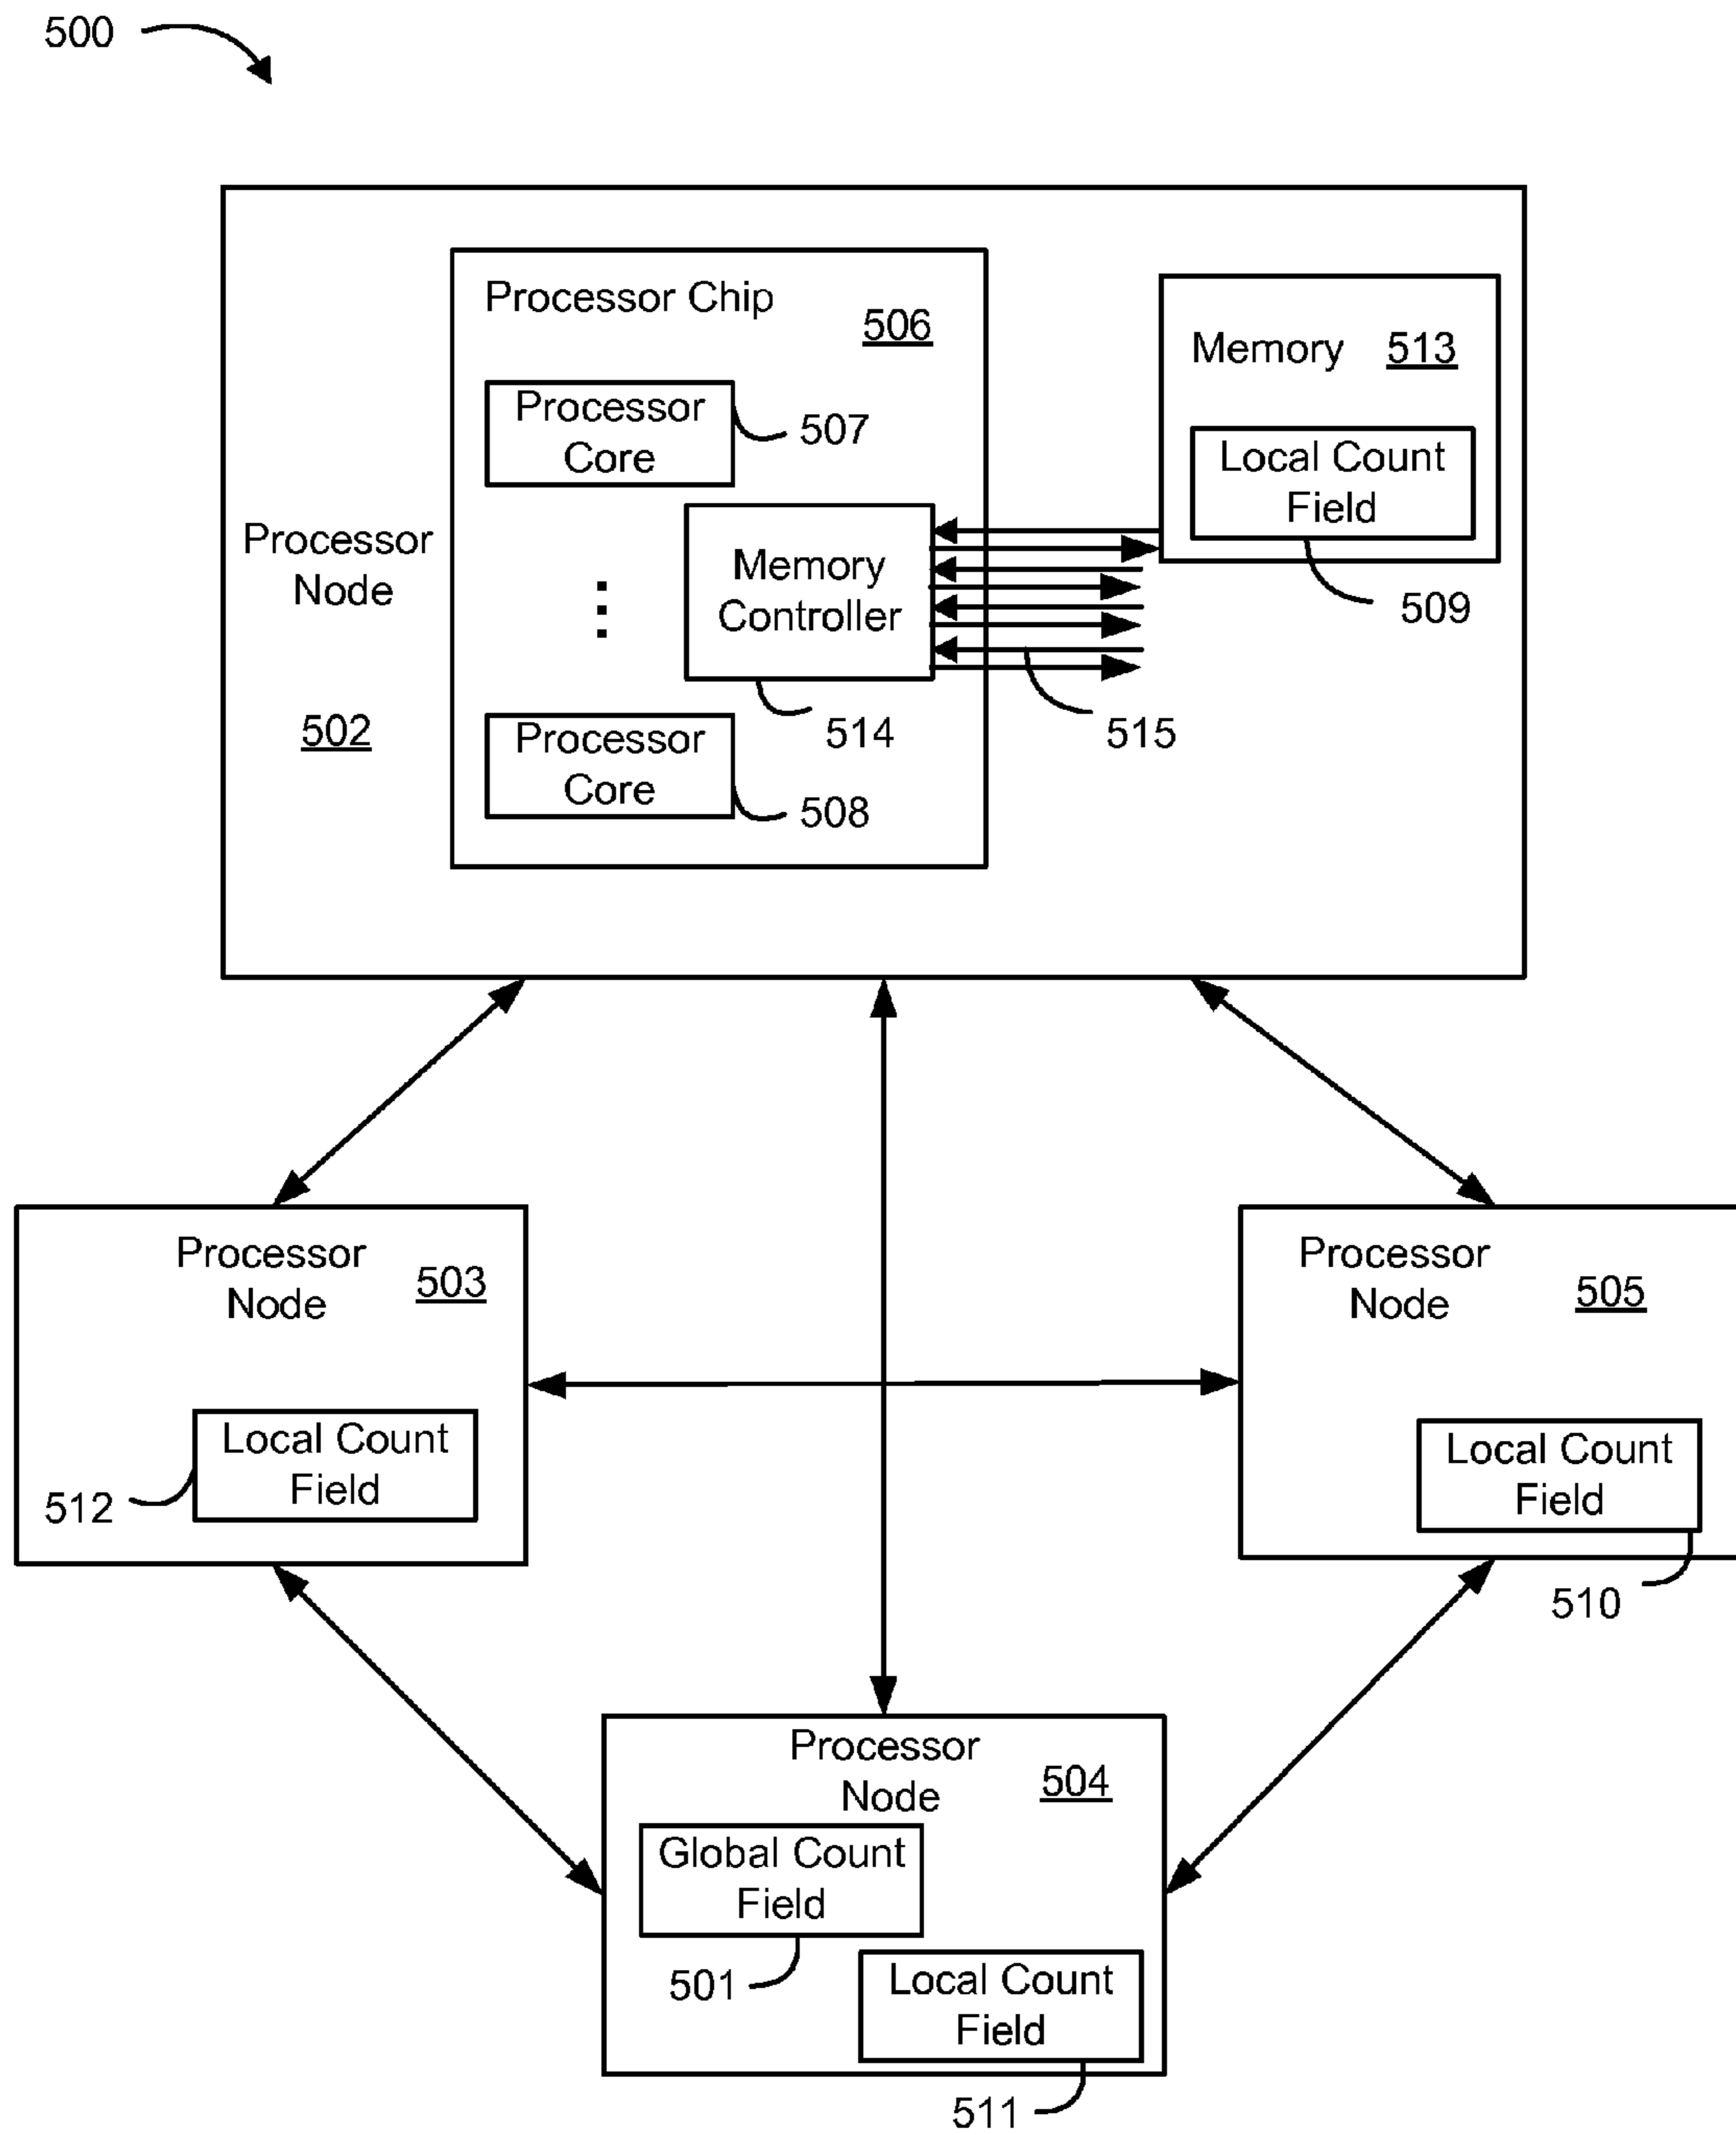 500
Processor Chip
506
Processor
Core
507
Memory
513
Local Count
Field
509
Processor
Node
502
Memory
Controller
514
515
Processor
Core
508
Processor
Node
503
Local Count
Field
512
Processor
Node
505
Local Count
Field
510
Processor
Node
504
Global Count
Field
501
Local Count
Field
511